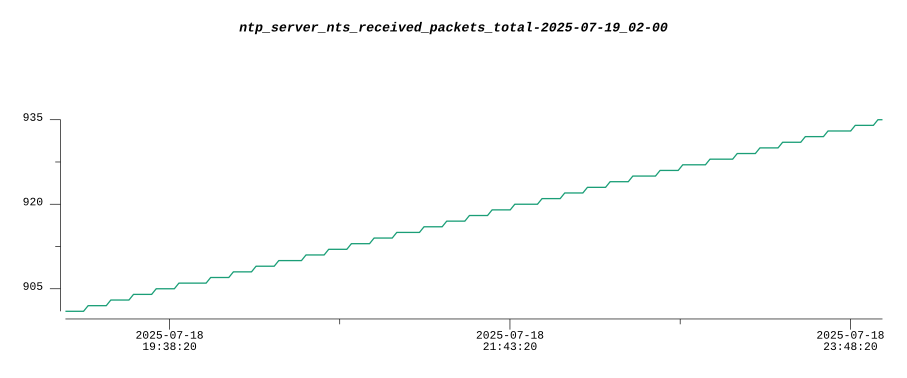 ntp_server_nts_received_packets_total-2025-07-19_02-00
935
920
905
2025-07-18 2025-07-18 2025-07-18
19:38:20 21:43:20 23:48:20